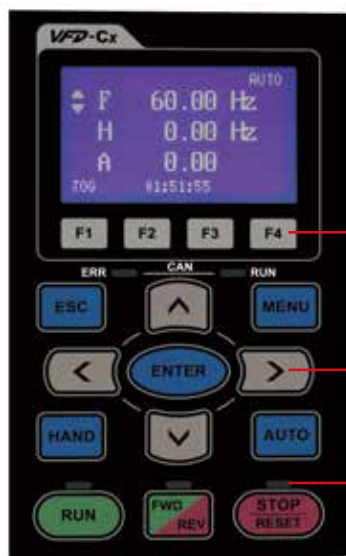 VFD-Cx
AUTO
F 60.00 Hz
H 0.00 Hz
A 0.00
TOG 01:51:55
F1 F2 F3 F4
ERR CAN RUN
ESC MENU
ENTER
HAND AUTO
RUN FWD REV STOP RESET